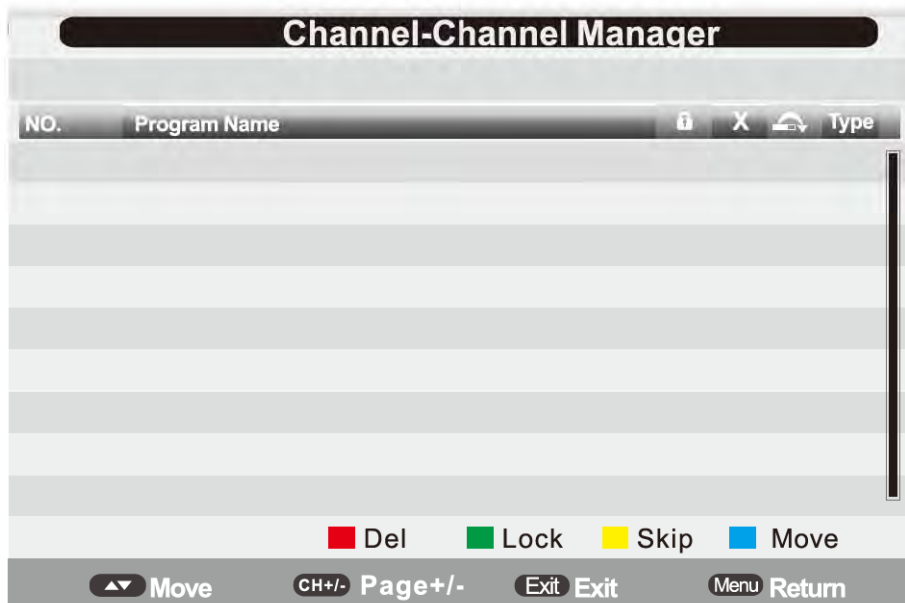 Channel-Channel Manager
NO. Program Name X Type
Del Lock Skip Move
Move CH+/- Page+/- Exit Exit Menu Return